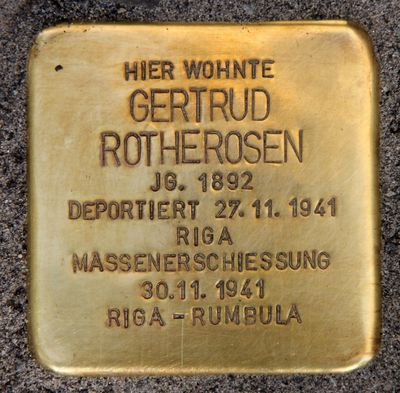 HIER WOHNTE
GERTRUD
ROTHEROSEN
JG. 1892
DEPORTIERT 27.11.1941
RIGA
MASSENERSCHIESSUNG
30.11.1941
RIGA-RUMBULA